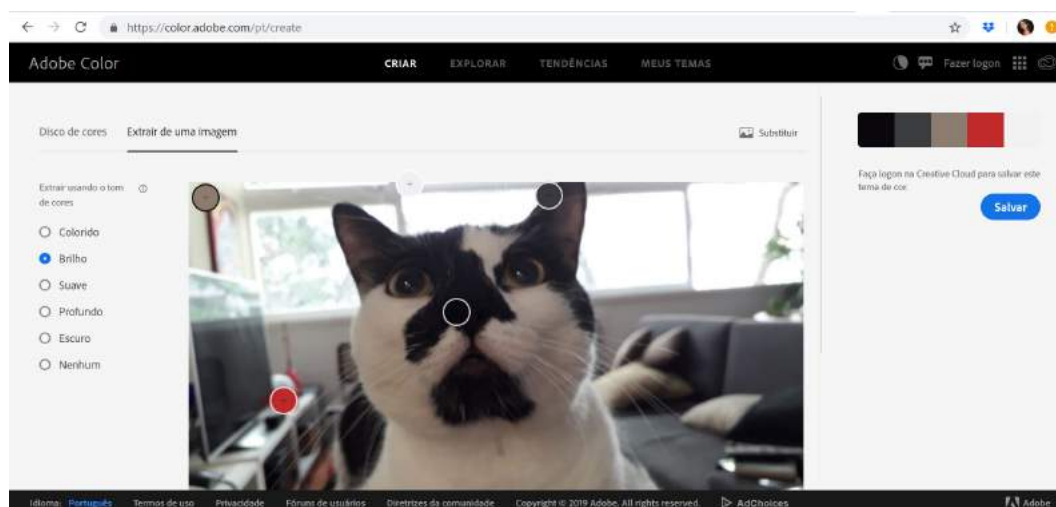 https://color.adobe.com/pt/create
Adobe Color CRIAR EXPLORAR TENDÊNCIAS MEUS TEMAS Fazer logon
Disco de cores Extrair de uma imagem Substituir
Extrair usando o tom
de cores
Colorido
Brilho
Suave
Profundo
Escuro
Nenhum
Faça logon na Creative Cloud para salvar este
tema de cor.
Salvar
Idioma: Português Termos de uso Privacidade Fóruns de usuários Diretrizes da comunidade Copyright © 2019 Adobe. All rights reserved. AdChoices Adobe